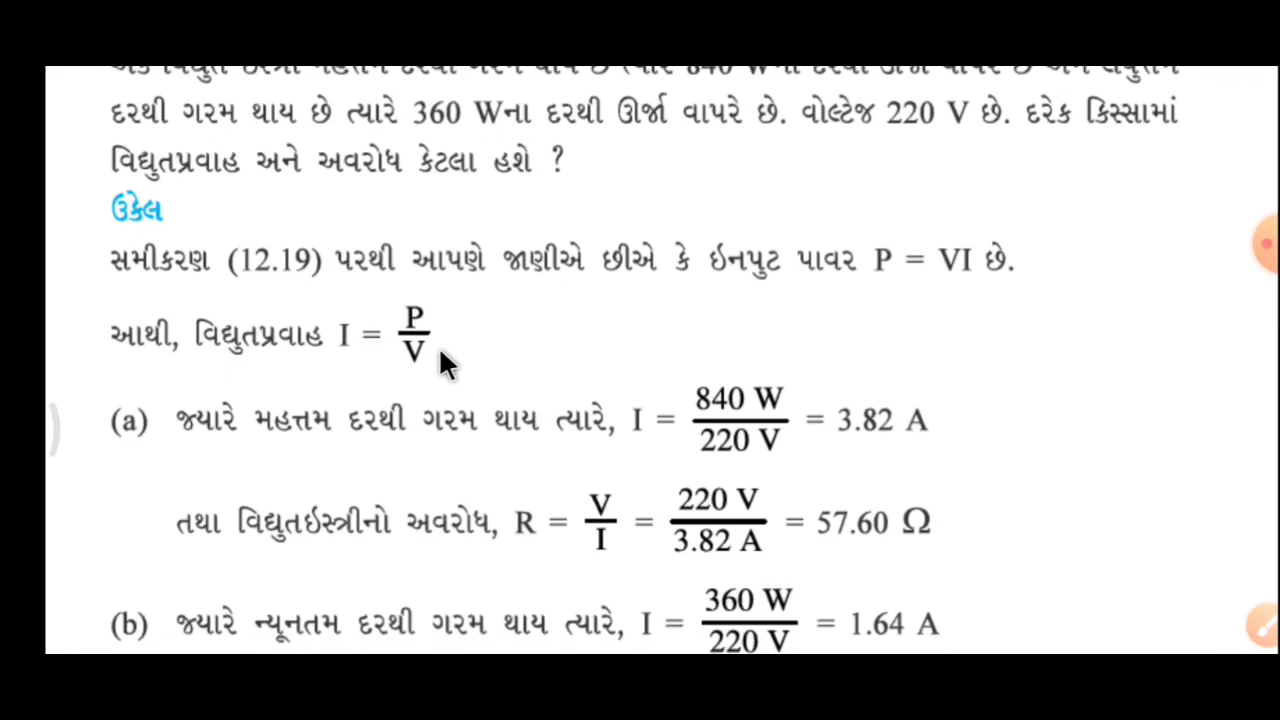 દરથી ગરમ થાય છે ત્યારે 360 Wના દરથી ઊર્જા વાપરે છે. વોલ્ટેજ 220 V છે. દરેક કિસ્સામાં
વિદ્યુતપ્રવાહ અને અવરોધ કેટલા હશે ?
ઉકેલ
સમીકરણ (12.19) પરથી આપણે જાણીએ છીએ કે ઇનપુટ પાવર P = VI છે.
આથી, વિદ્યુતપ્રવાહ I = P/V
(a) જ્યારે મહત્તમ દરથી ગરમ થાય ત્યારે, I = 840 W/220 V = 3.82 A
તથા વિદ્યુતઇસ્ત્રીનો અવરોધ, R = V/I = 220 V/3.82 A = 57.60 Ω
(b) જ્યારે ન્યૂનતમ દરથી ગરમ થાય ત્યારે, I = 360 W/220 V = 1.64 A